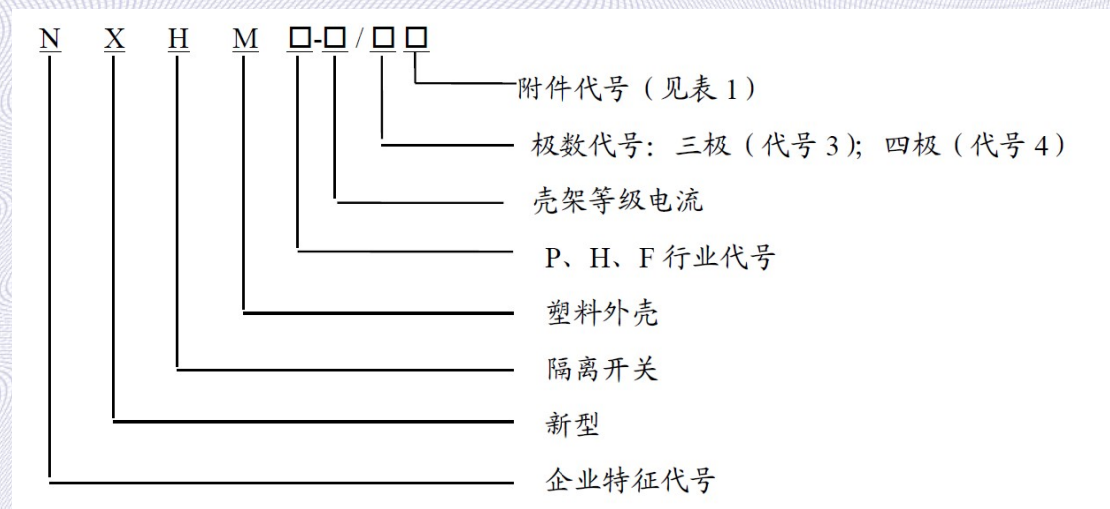 N X H M □-□ / □ □
附件代号（见表 1）
极数代号：三极（代号 3）；四极（代号 4）
壳架等级电流
P、H、F 行业代号
塑料外壳
隔离开关
新型
企业特征代号